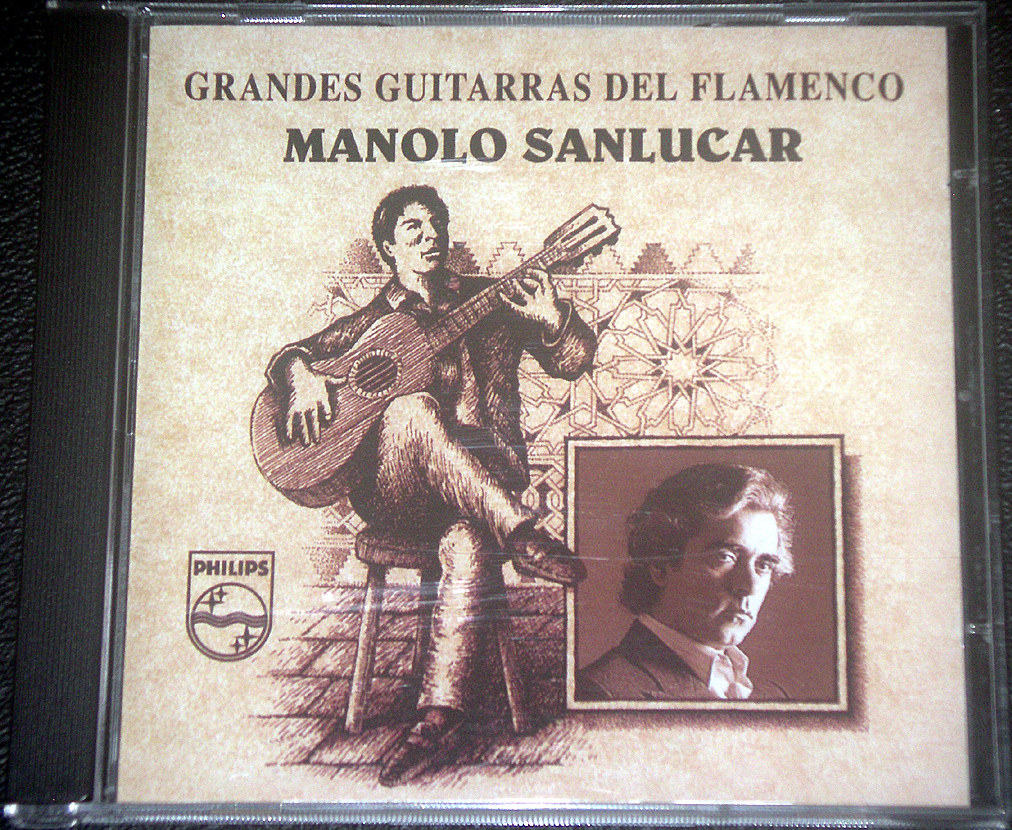 GRANDES GUITARRAS DEL FLAMENCO
MANOLO SANLUCAR
PHILIPS